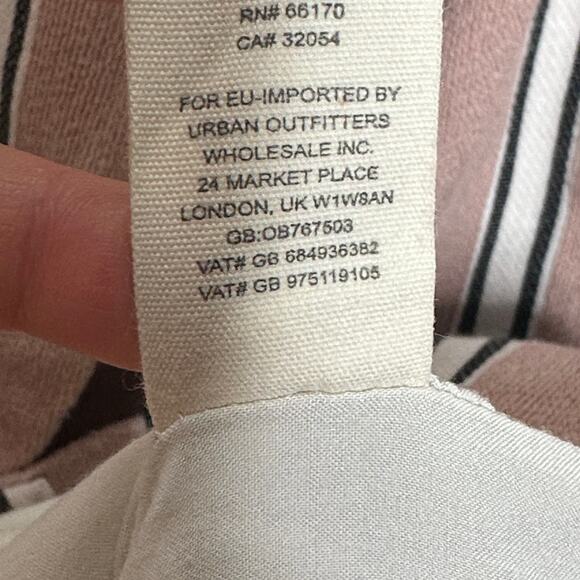 RN# 66170
CA# 32054
FOR EU-IMPORTED BY
URBAN OUTFITTERS
WHOLESALE INC.
24 MARKET PLACE
LONDON, UK W1W8AN
GB:OB767503
VAT# GB 684936382
VAT# GB 975119105